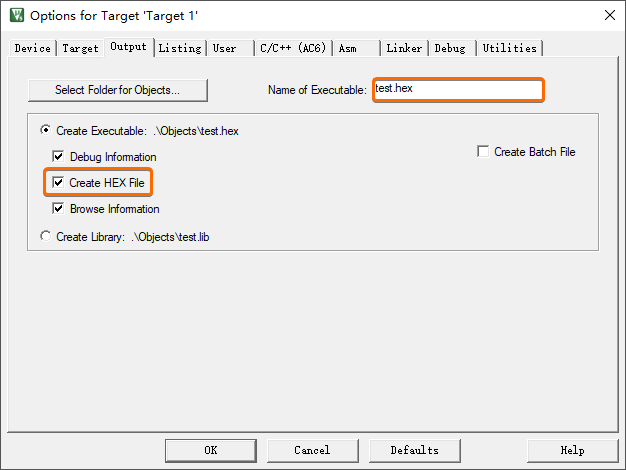 Options for Target 'Target 1'
Device Target Output Listing User C/C++ (AC6) Asm Linker Debug Utilities
Select Folder for Objects... Name of Executable: test.hex
Create Executable: .\Objects\test.hex
Debug Information Create Batch File
Create HEX File
Browse Information
Create Library: .\Objects\test.lib
OK Cancel Defaults Help